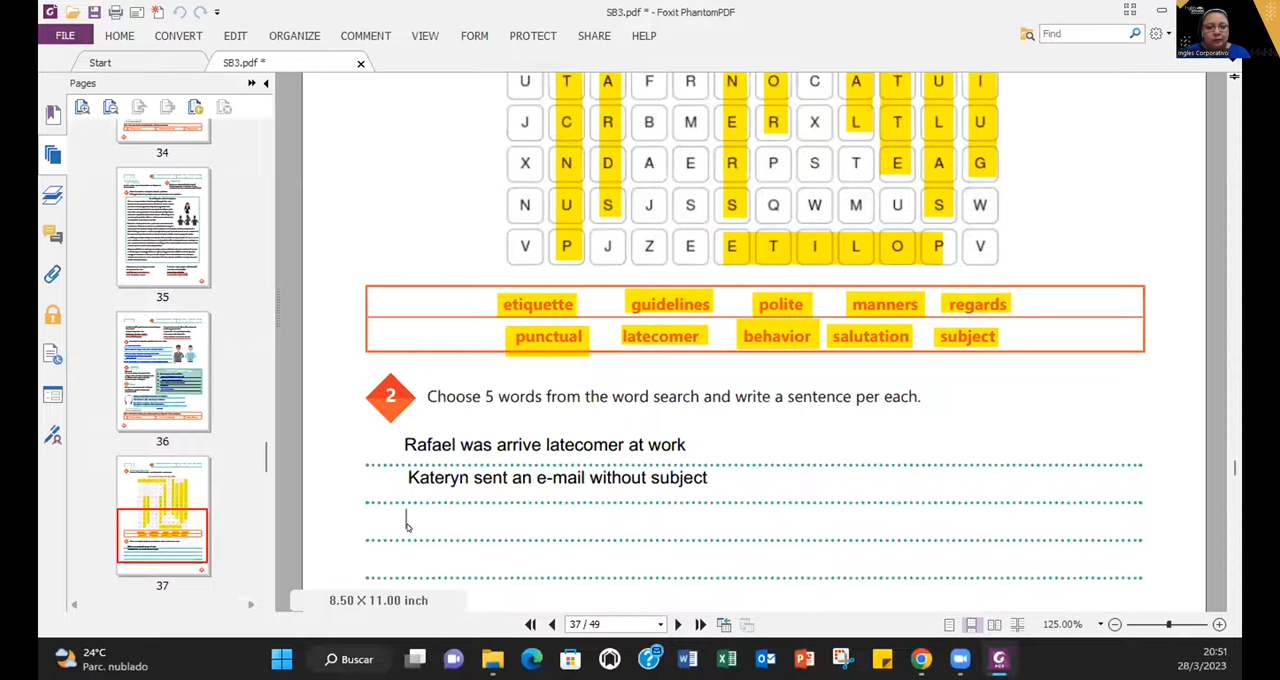 SB3.pdf * - Foxit PhantomPDF
FILE HOME CONVERT EDIT ORGANIZE COMMENT VIEW FORM PROTECT SHARE HELP
Find
Ingles Corporativo
Start SB3.pdf *
Pages
34
35
36
37
U T A F R N O C A T U I
J C R B M E R X L T L U
X N D A E R P S T E A G
N U S J S S Q W M U S W
V P J Z E E T I L O P V
etiquette guidelines polite manners regards
punctual latecomer behavior salutation subject
2 Choose 5 words from the word search and write a sentence per each.
Rafael was arrive latecomer at work
Kateryn sent an e-mail without subject
8.50 X 11.00 inch
37 / 49
125.00%
24°C
Parc. nublado
Buscar
20:51
28/3/2023